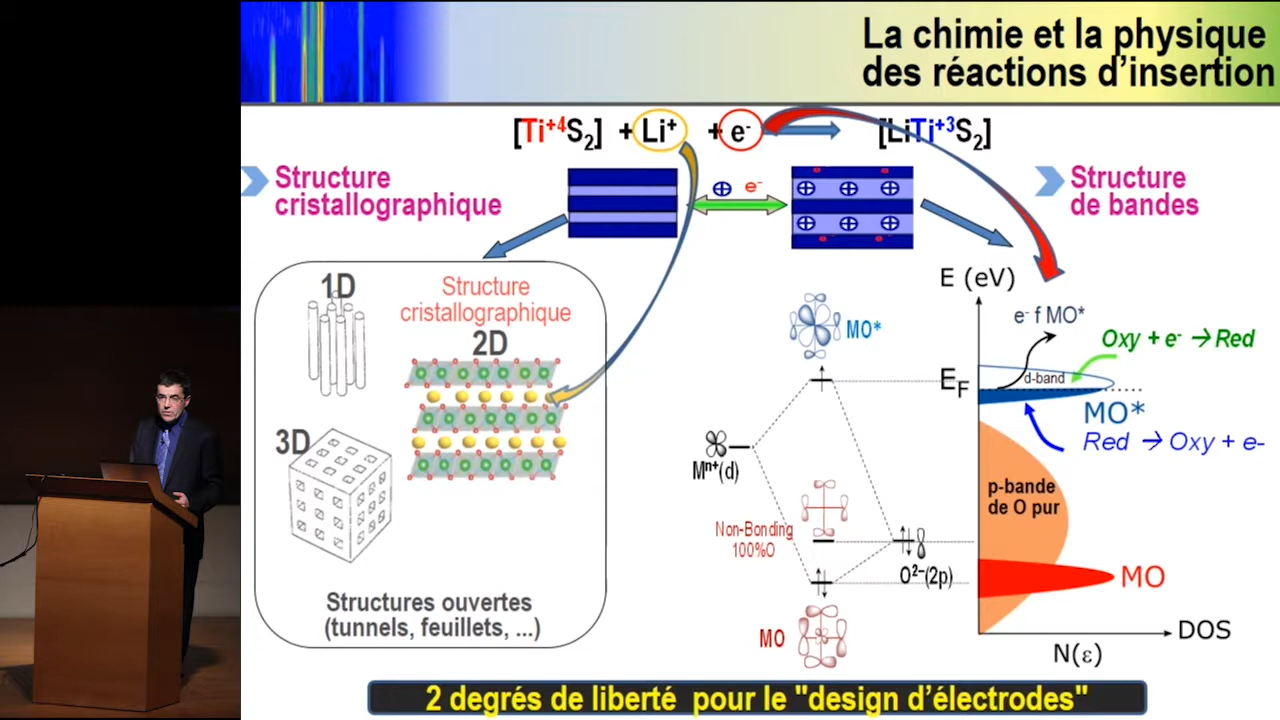 La chimie et la physique
des réactions d'insertion
[Ti⁺⁴S₂] + Li⁺ + e⁻ [LiTi⁺³S₂]
Structure
cristallographique
e⁻
Structure
de bandes
1D
Structure
cristallographique
2D
3D
Structures ouvertes
(tunnels, feuillets, ...)
MO*
Mⁿ⁺(d)
Non-Bonding
100%O
O²⁻(2p)
MO
E (eV)
e⁻ f MO*
Oxy + e⁻ → Red
E_F
d-band
MO*
Red → Oxy + e-
p-bande
de O pur
MO
DOS
N(ε)
2 degrés de liberté pour le "design d'électrodes"